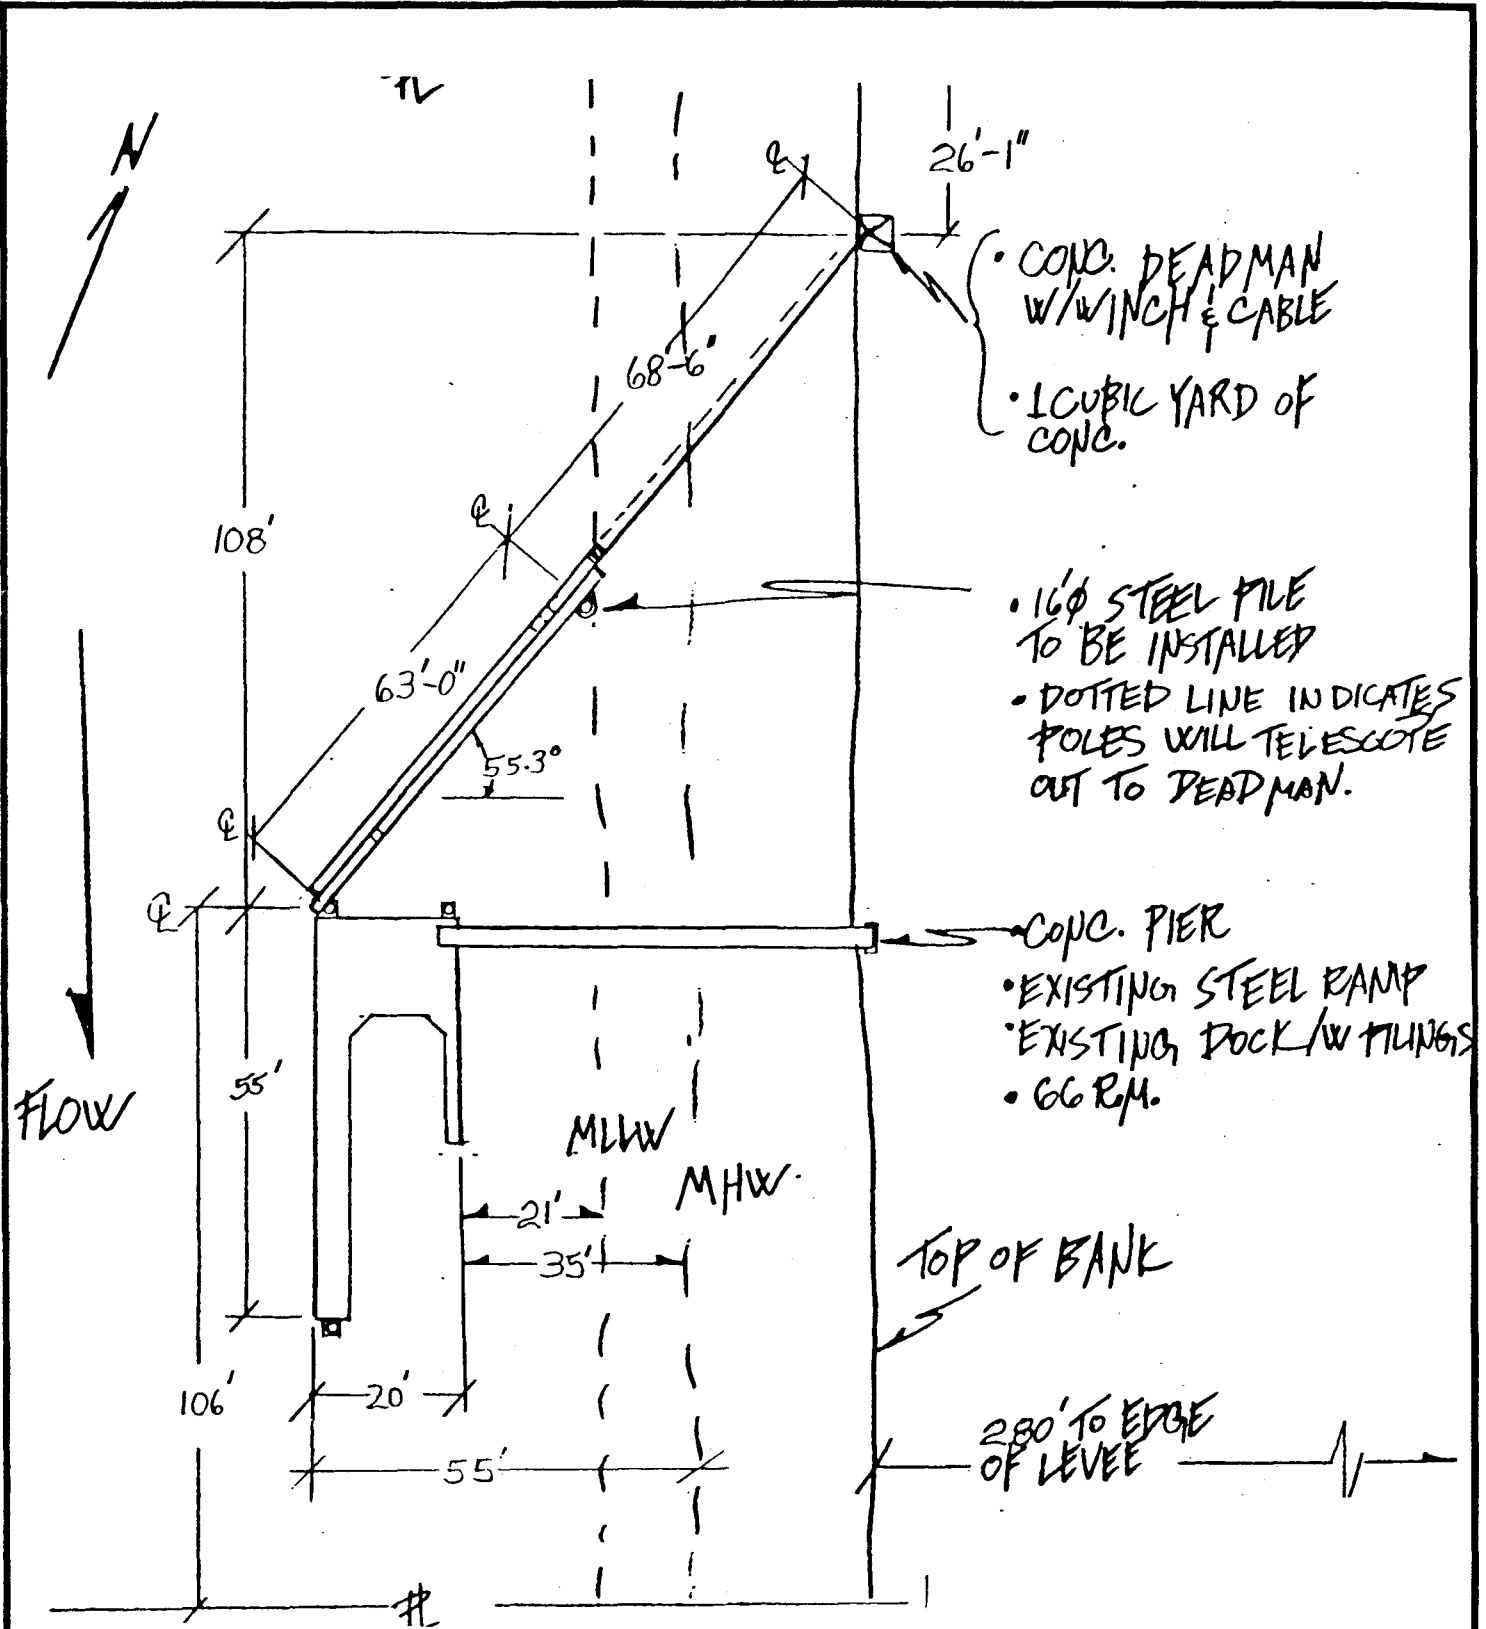 N
PL
℄
26'-1"
• CONC. DEADMAN
W/WINCH & CABLE
• 1 CUBIC YARD OF
CONC.
68'-6"
℄
108'
• 16'φ STEEL PILE
TO BE INSTALLED
• DOTTED LINE INDICATES
POLES WILL TELESCOPE
OUT TO DEADMAN.
63'-0"
55.3°
℄
℄
• CONC. PIER
• EXISTING STEEL RAMP
• EXISTING DOCK/W PILINGS
• 66 R.M.
FLOW
55'
MLLW
MHW.
21'
35'
TOP OF BANK
106'
20'
280' TO EDGE
OF LEVEE
55'
PL